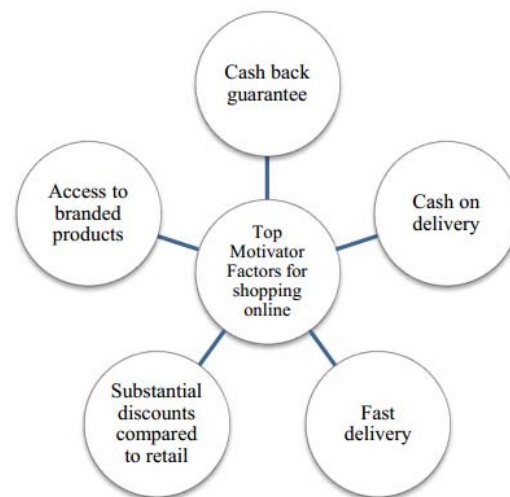 Cash back
guarantee
Access to
branded
products
Top
Motivator
Factors for
shopping
online
Cash on
delivery
Substantial
discounts
compared
to retail
Fast
delivery